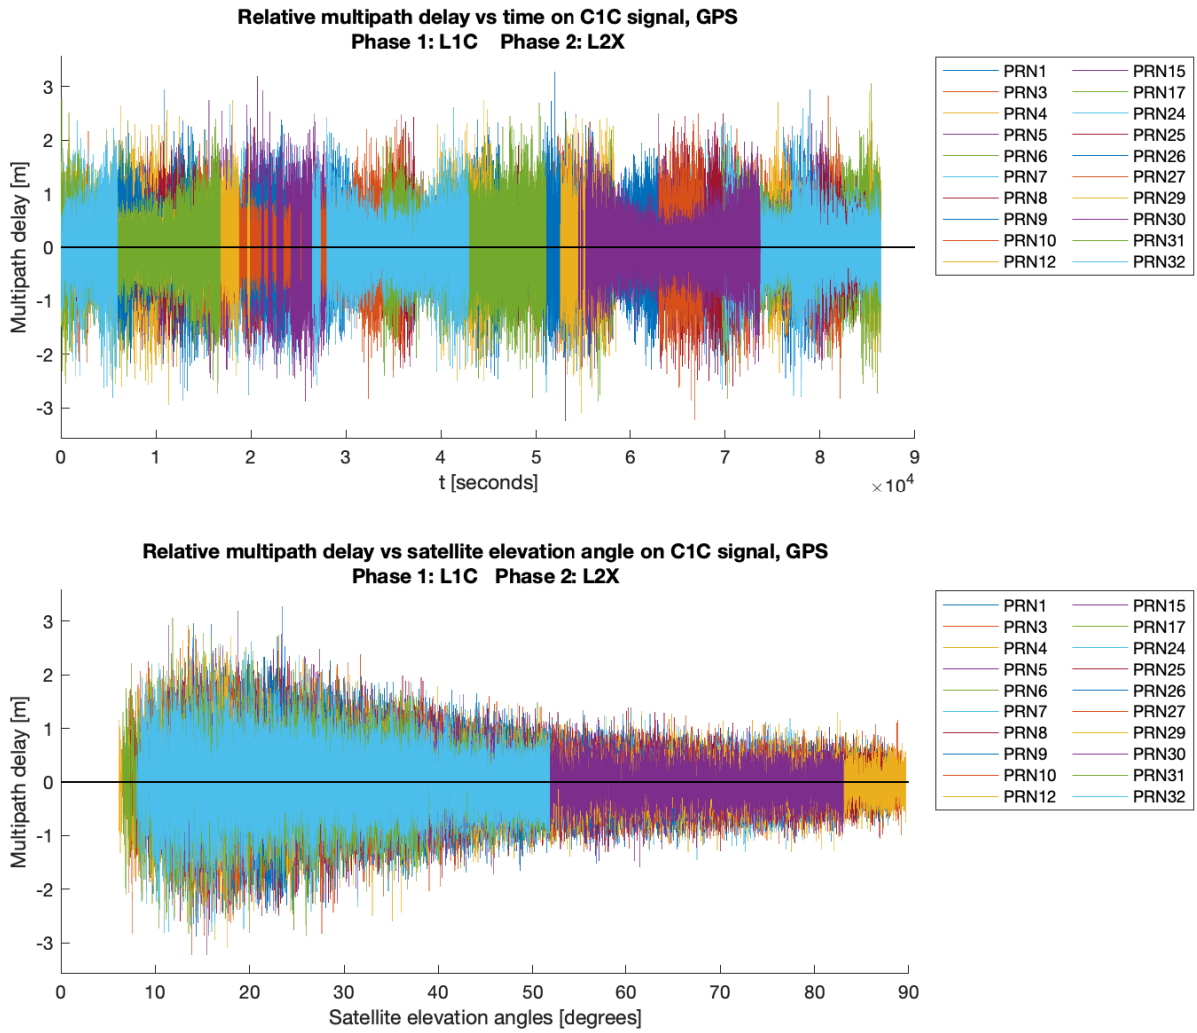 Relative multipath delay vs time on C1C signal, GPS
Phase 1: L1C Phase 2: L2X
Multipath delay [m]
3
2
1
0
-1
-2
-3
0 1 2 3 4 5 6 7 8 9
t [seconds]
×10⁴
PRN1 PRN15
PRN3 PRN17
PRN4 PRN24
PRN5 PRN25
PRN6 PRN26
PRN7 PRN27
PRN8 PRN29
PRN9 PRN30
PRN10 PRN31
PRN12 PRN32
Relative multipath delay vs satellite elevation angle on C1C signal, GPS
Phase 1: L1C Phase 2: L2X
Multipath delay [m]
3
2
1
0
-1
-2
-3
0 10 20 30 40 50 60 70 80 90
Satellite elevation angles [degrees]
PRN1 PRN15
PRN3 PRN17
PRN4 PRN24
PRN5 PRN25
PRN6 PRN26
PRN7 PRN27
PRN8 PRN29
PRN9 PRN30
PRN10 PRN31
PRN12 PRN32